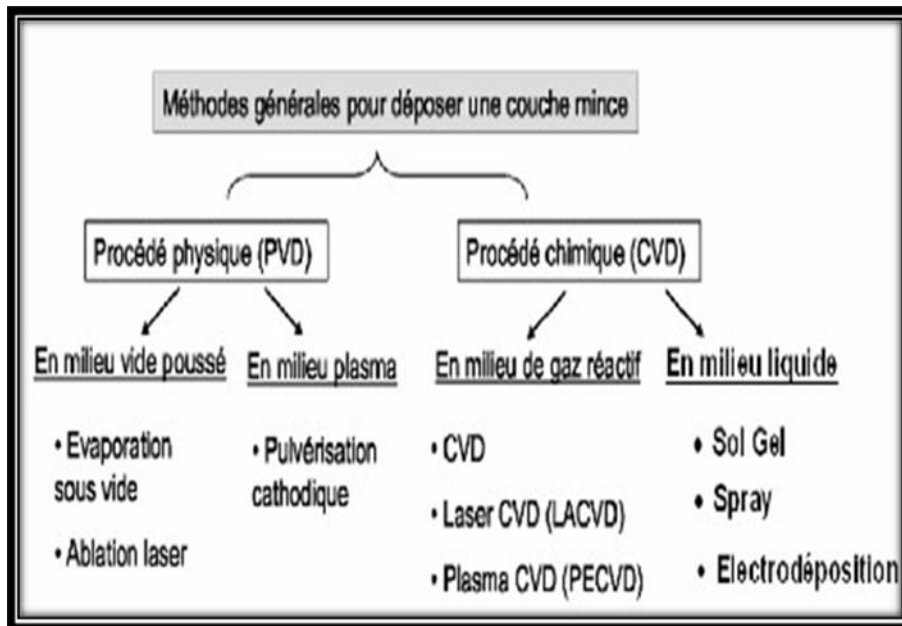 Méthodes générales pour déposer une couche mince
Procédé physique (PVD)
Procédé chimique (CVD)
En milieu vide poussé
• Evaporation
sous vide
• Ablation laser
En milieu plasma
• Pulvérisation
cathodique
En milieu de gaz réactif
• CVD
• Laser CVD (LACVD)
• Plasma CVD (PECVD)
En milieu liquide
• Sol Gel
• Spray
• Electrodéposition